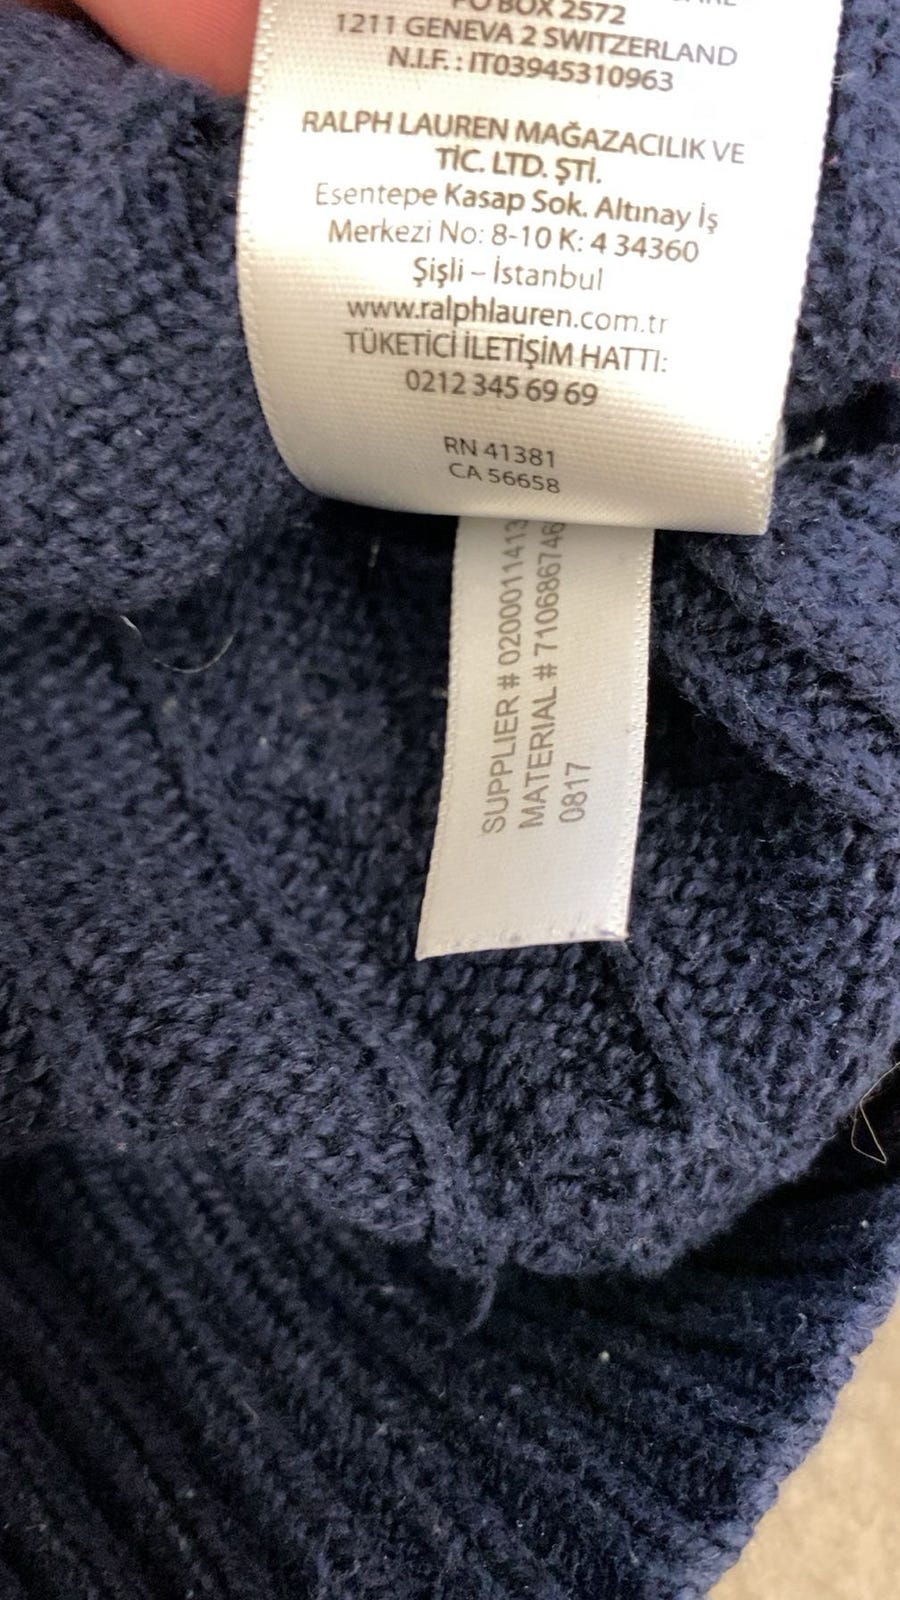 PO BOX 2572
1211 GENEVA 2 SWITZERLAND
N.I.F. : IT03945310963
RALPH LAUREN MAĞAZACILIK VE
TİC. LTD. ŞTİ.
Esentepe Kasap Sok. Altınay İş
Merkezi No: 8-10 K: 4 34360
Şişli – İstanbul
www.ralphlauren.com.tr
TÜKETİCİ İLETİŞİM HATTI:
0212 345 69 69
RN 41381
CA 56658
SUPPLIER # 0200011413
MATERIAL # 710686746
0817